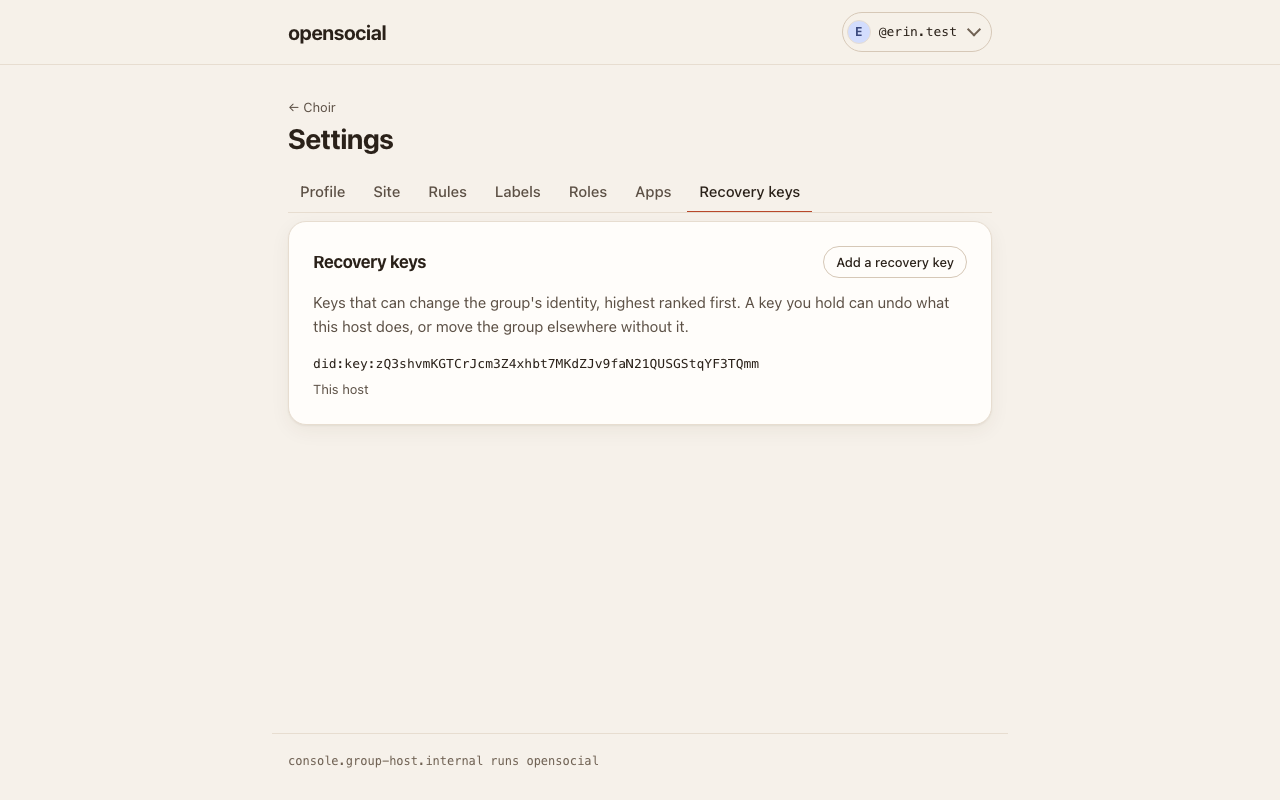 opensocial
E @erin.test
← Choir
Settings
Profile Site Rules Labels Roles Apps Recovery keys
Recovery keys
Add a recovery key
Keys that can change the group's identity, highest ranked first. A key you hold can undo what
this host does, or move the group elsewhere without it.
did:key:zQ3shvmKGTCrJcm3Z4xhbt7MKdZJv9faN21QUSGStqYF3TQmm
This host
console.group-host.internal runs opensocial